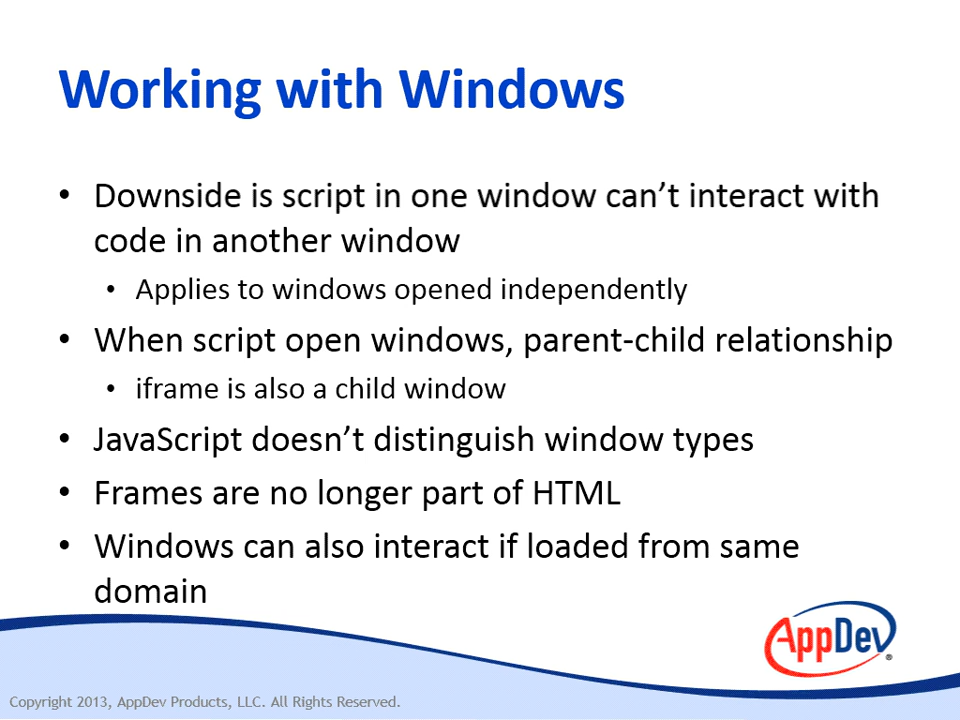 Working with Windows
• Downside is script in one window can’t interact with
code in another window
• Applies to windows opened independently
• When script open windows, parent-child relationship
• iframe is also a child window
• JavaScript doesn’t distinguish window types
• Frames are no longer part of HTML
• Windows can also interact if loaded from same
domain
AppDev®
Copyright 2013, AppDev Products, LLC. All Rights Reserved.